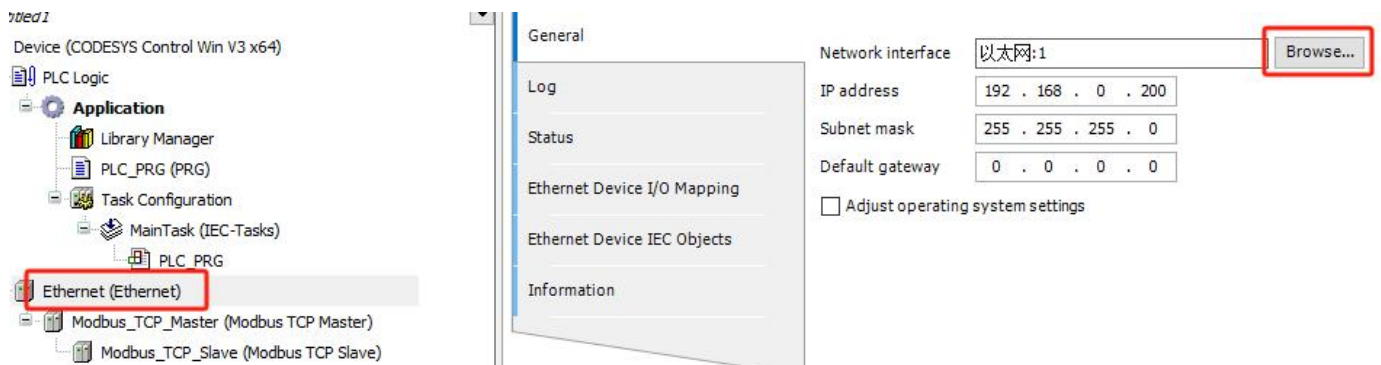 Device (CODESYS Control Win V3 x64)
PLC Logic
Application
Library Manager
PLC_PRG (PRG)
Task Configuration
MainTask (IEC-Tasks)
PLC_PRG
Ethernet (Ethernet)
Modbus_TCP_Master (Modbus TCP Master)
Modbus_TCP_Slave (Modbus TCP Slave)
General
Log
Status
Ethernet Device I/O Mapping
Ethernet Device IEC Objects
Information
Network interface 以太网:1 Browse...
IP address 192 . 168 . 0 . 200
Subnet mask 255 . 255 . 255 . 0
Default gateway 0 . 0 . 0 . 0
Adjust operating system settings